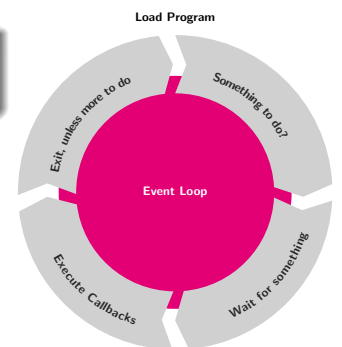 Load Program
Something to do?
Wait for something
Execute Callbacks
Exit, unless more to do
Event Loop